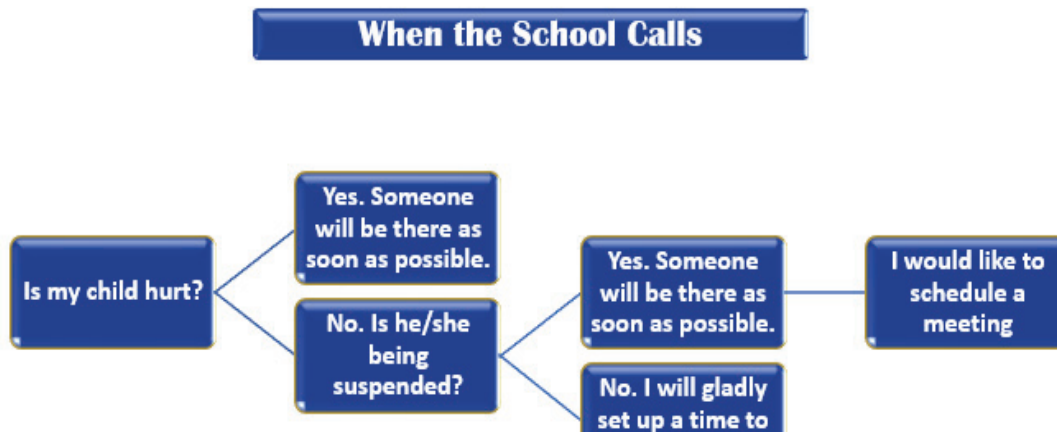 When the School Calls
Is my child hurt?
Yes. Someone
will be there as
soon as possible.
No. Is he/she
being
suspended?
Yes. Someone
will be there as
soon as possible.
No. I will gladly
set up a time to
I would like to
schedule a
meeting